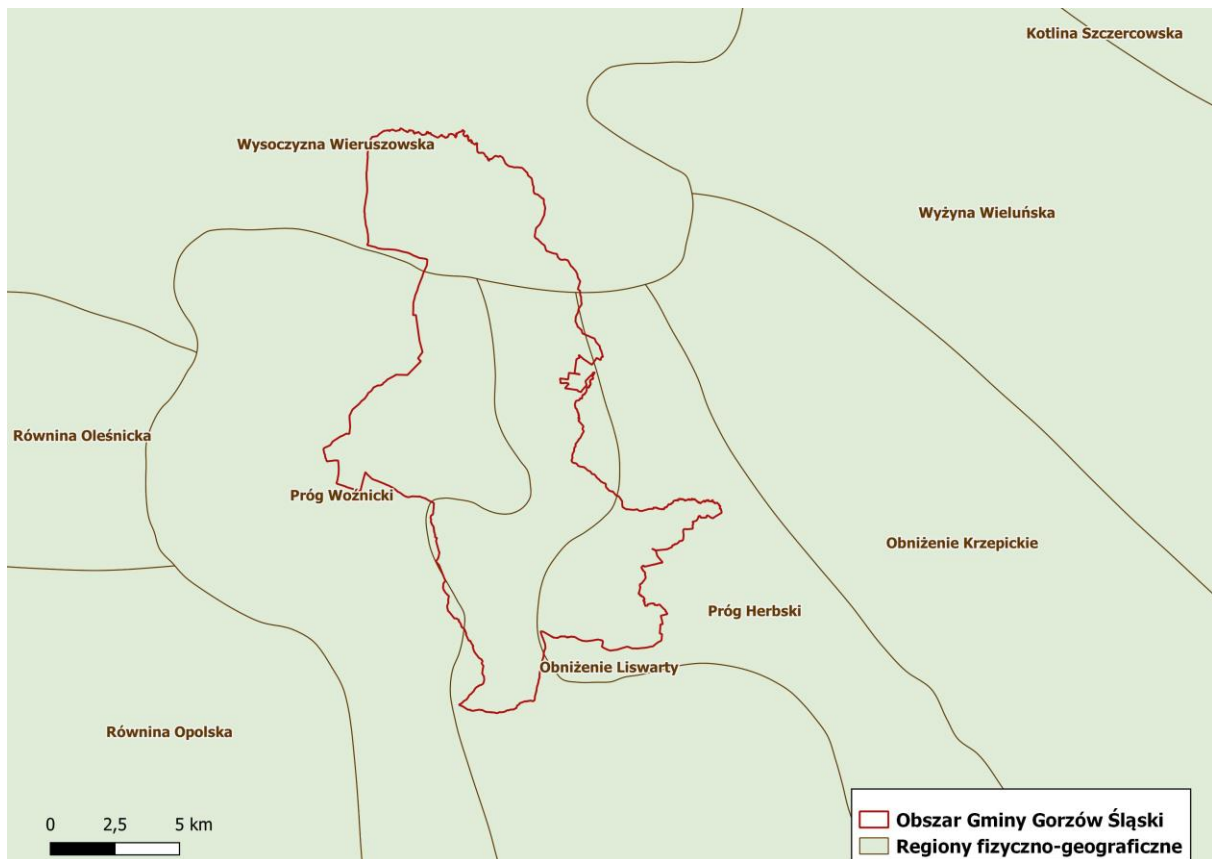 Kotlina Szczercowska
Wysoczyzna Wieruszowska
Wyżyna Wieluńska
Równina Oleśnicka
Próg Woźnicki
Obniżenie Krzepickie
Próg Herbski
Obniżenie Liswarty
Równina Opolska
0 2,5 5 km
Obszar Gminy Gorzów Śląski
Regiony fizyczno-geograficzne